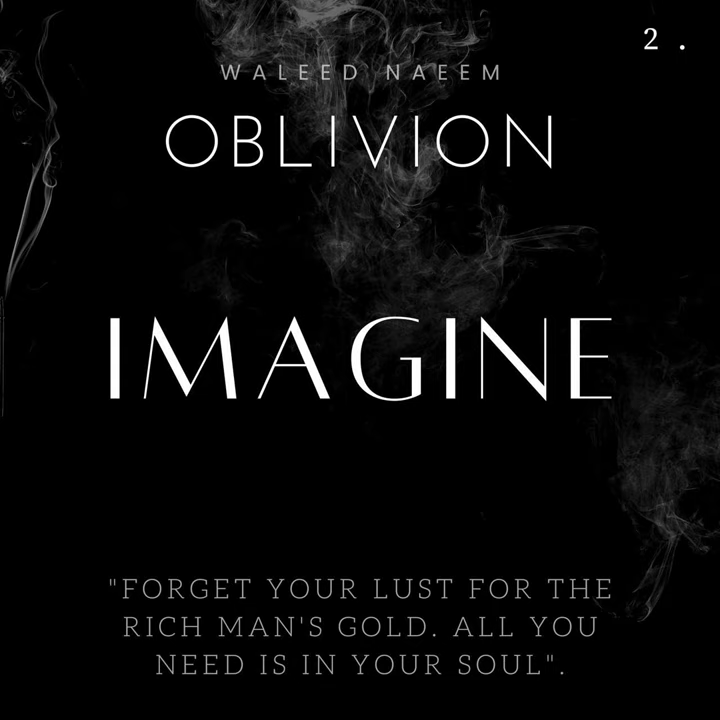 2 .
WALEED NAEEM
OBLIVION
IMAGINE
"FORGET YOUR LUST FOR THE
RICH MAN'S GOLD. ALL YOU
NEED IS IN YOUR SOUL".